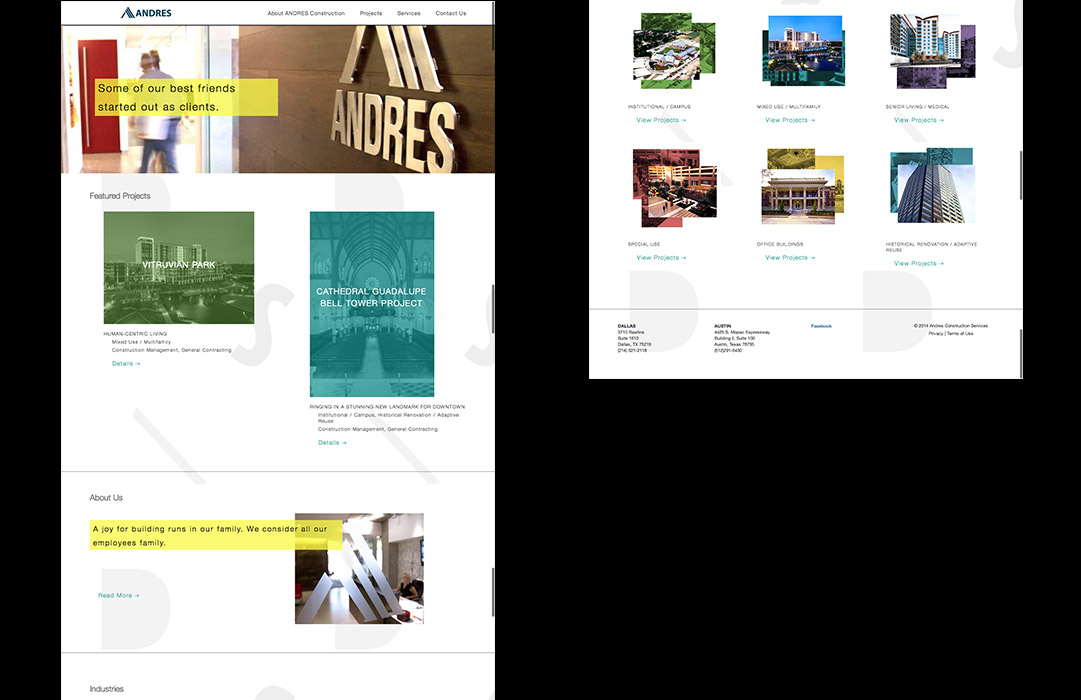 ANDRES
About ANDRES Construction Projects Services Contact Us
Some of our best friends
started out as clients.
ANDRES
Featured Projects
VITRUVIAN PARK
HUMAN-CENTRIC LIVING
Mixed Use / Multifamily
Construction Management, General Contracting
Details →
CATHEDRAL GUADALUPE
BELL TOWER PROJECT
RINGING IN A STUNNING NEW LANDMARK FOR DOWNTOWN
Institutional / Campus, Historical Renovation / Adaptive
Reuse
Construction Management, General Contracting
Details →
About Us
A joy for building runs in our family. We consider all our
employees family.
Read More →
Industries
INSTITUTIONAL / CAMPUS
View Projects →
MIXED USE / MULTIFAMILY
View Projects →
SENIOR LIVING / MEDICAL
View Projects →
SPECIAL USE
View Projects →
OFFICE BUILDINGS
View Projects →
HISTORICAL RENOVATION / ADAPTIVE
REUSE
View Projects →
DALLAS
3710 Rawlins
Suite 1510
Dallas, TX 75219
(214) 521-2118
AUSTIN
4426 S. Mopac Expressway
Building II, Suite 100
Austin, Texas 78735
(512)291-5430
Facebook
© 2014 Andres Construction Services
Privacy | Terms of Use